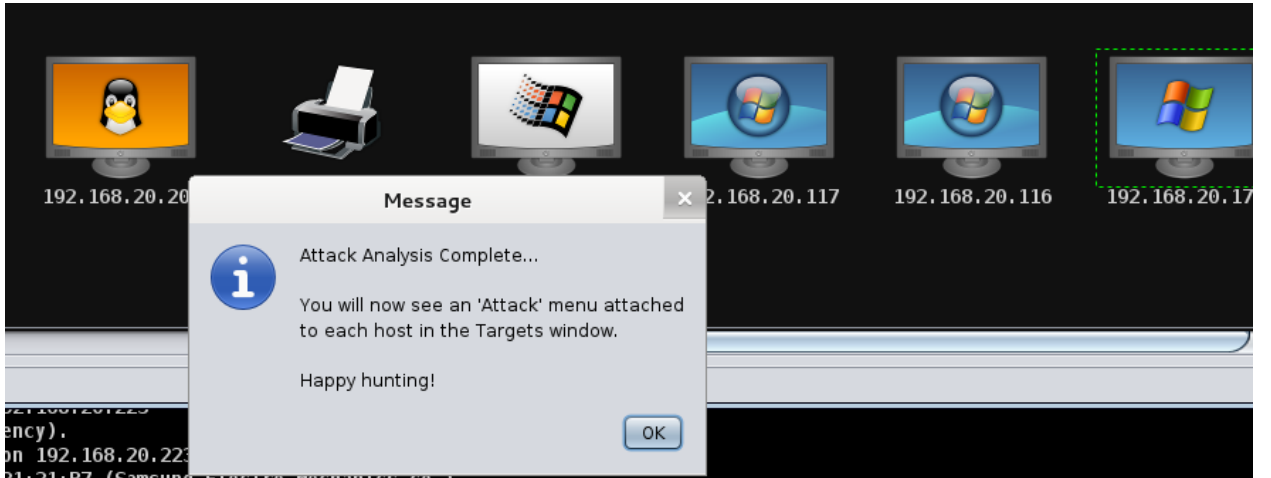 192.168.20.20
2.168.20.117
192.168.20.116
192.168.20.17
Message
Attack Analysis Complete...
You will now see an 'Attack' menu attached
to each host in the Targets window.
Happy hunting!
OK
ency).
on 192.168.20.223